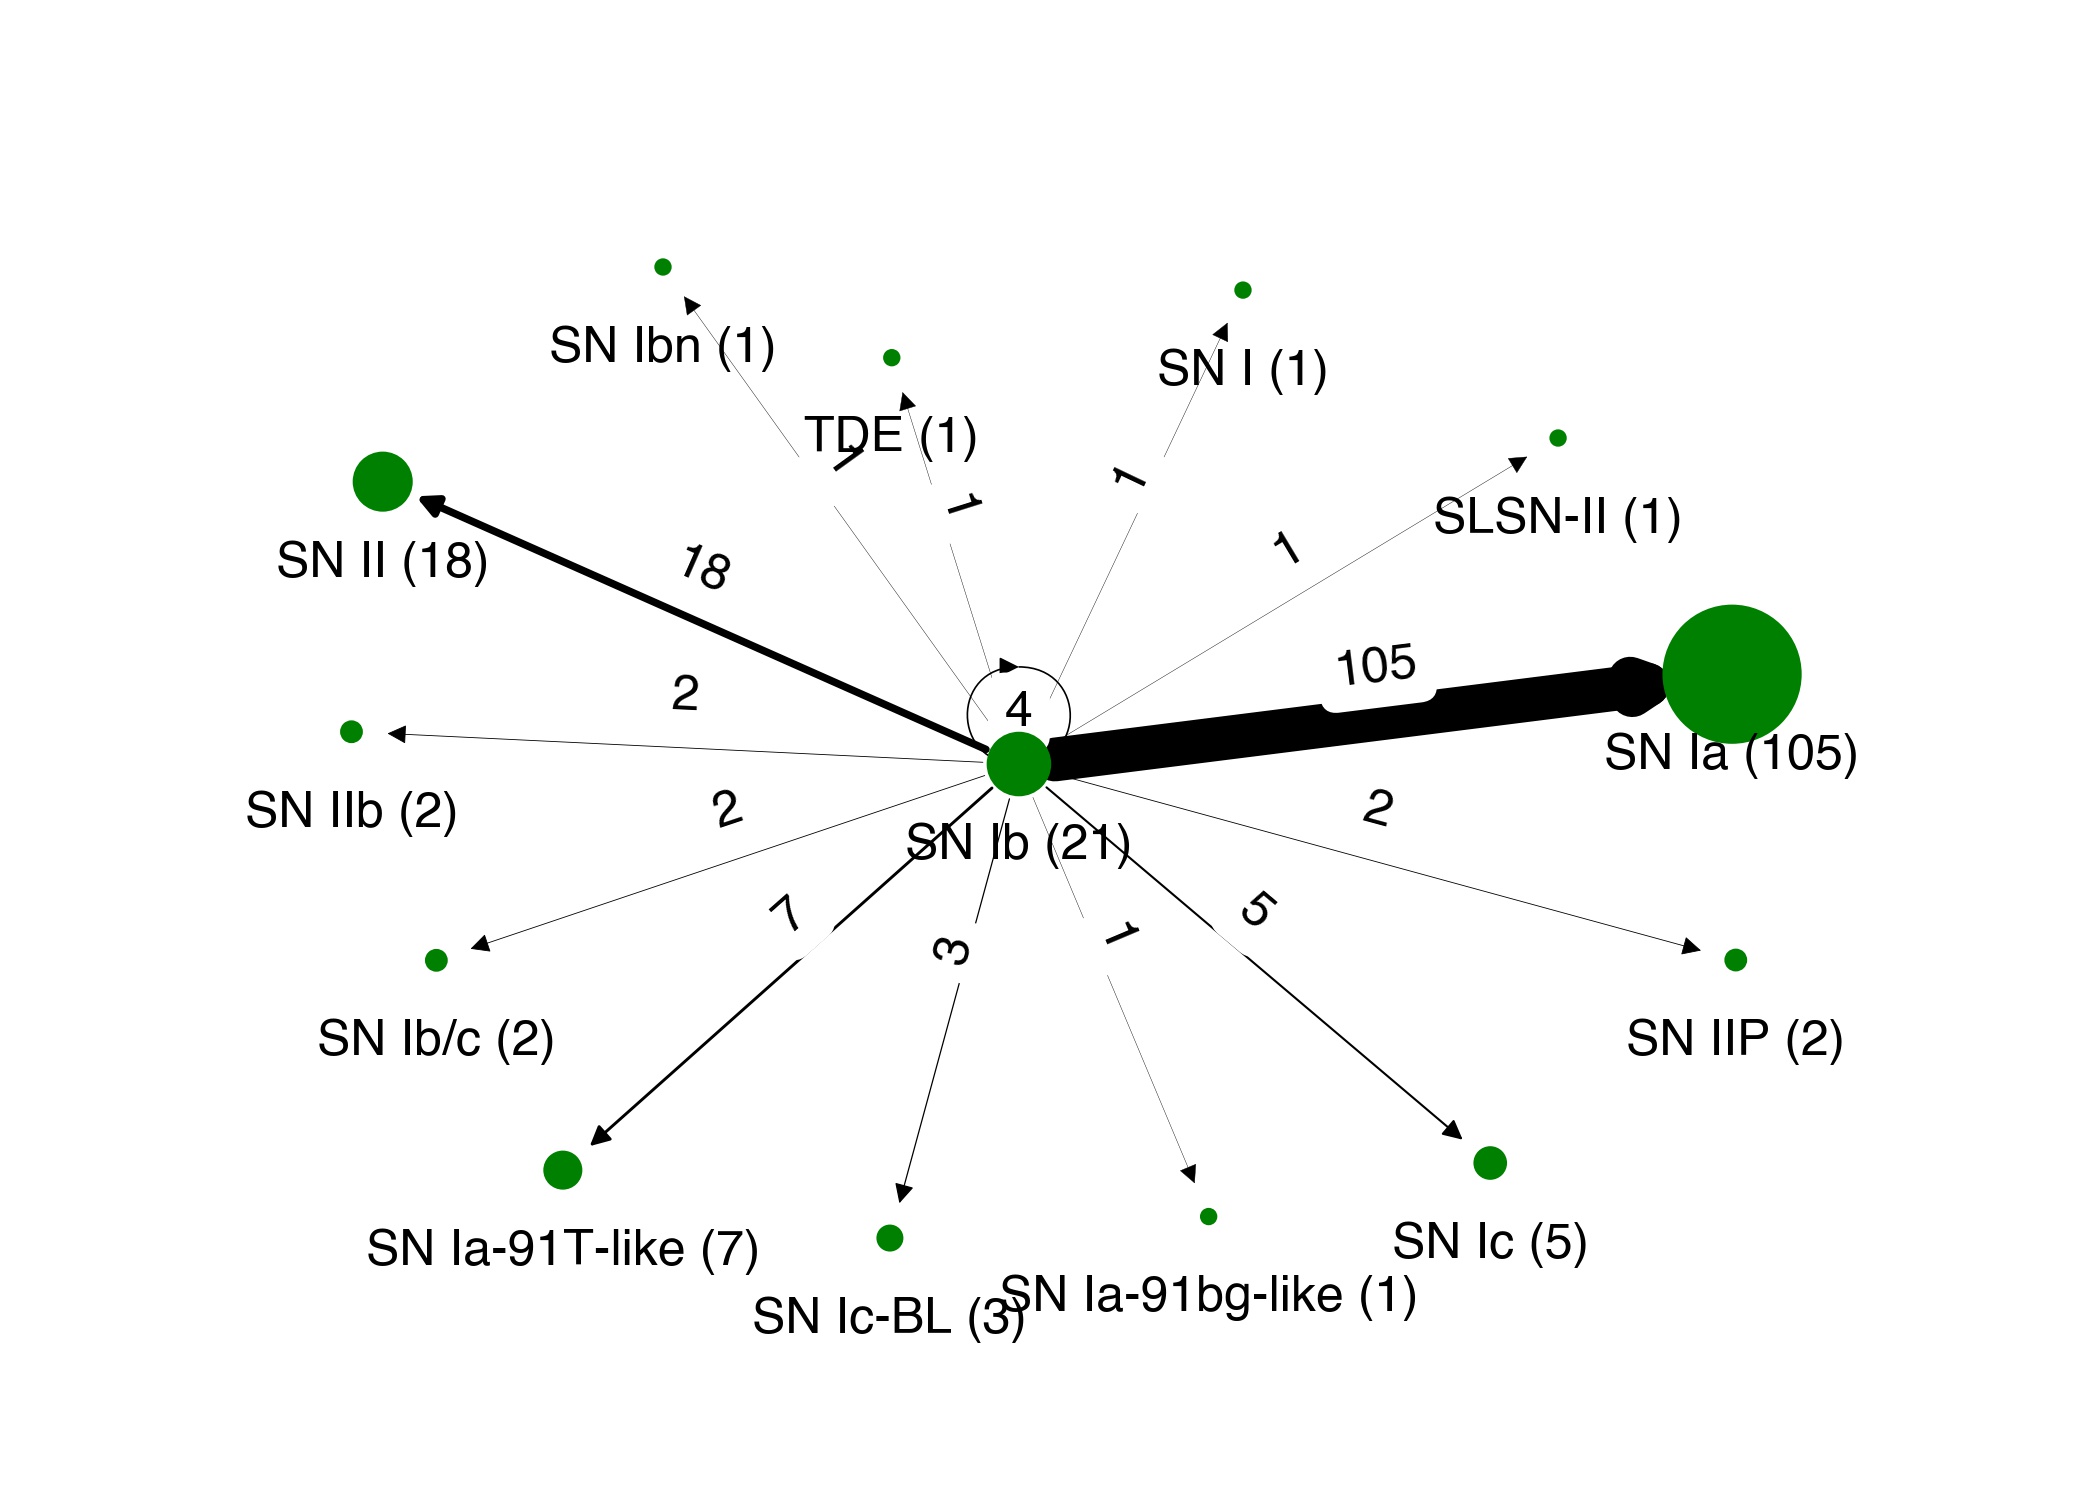 SN Ibn (1)
SN I (1)
TDE (1)
1
1
1
SLSN-II (1)
1
SN II (18)
18
105
2
4
SN Ia (105)
SN IIb (2)
2
SN Ib (21)
2
7
3
1
5
SN Ib/c (2)
SN IIP (2)
SN Ia-91T-like (7)
SN Ic (5)
SN Ic-BL (3)
SN Ia-91bg-like (1)